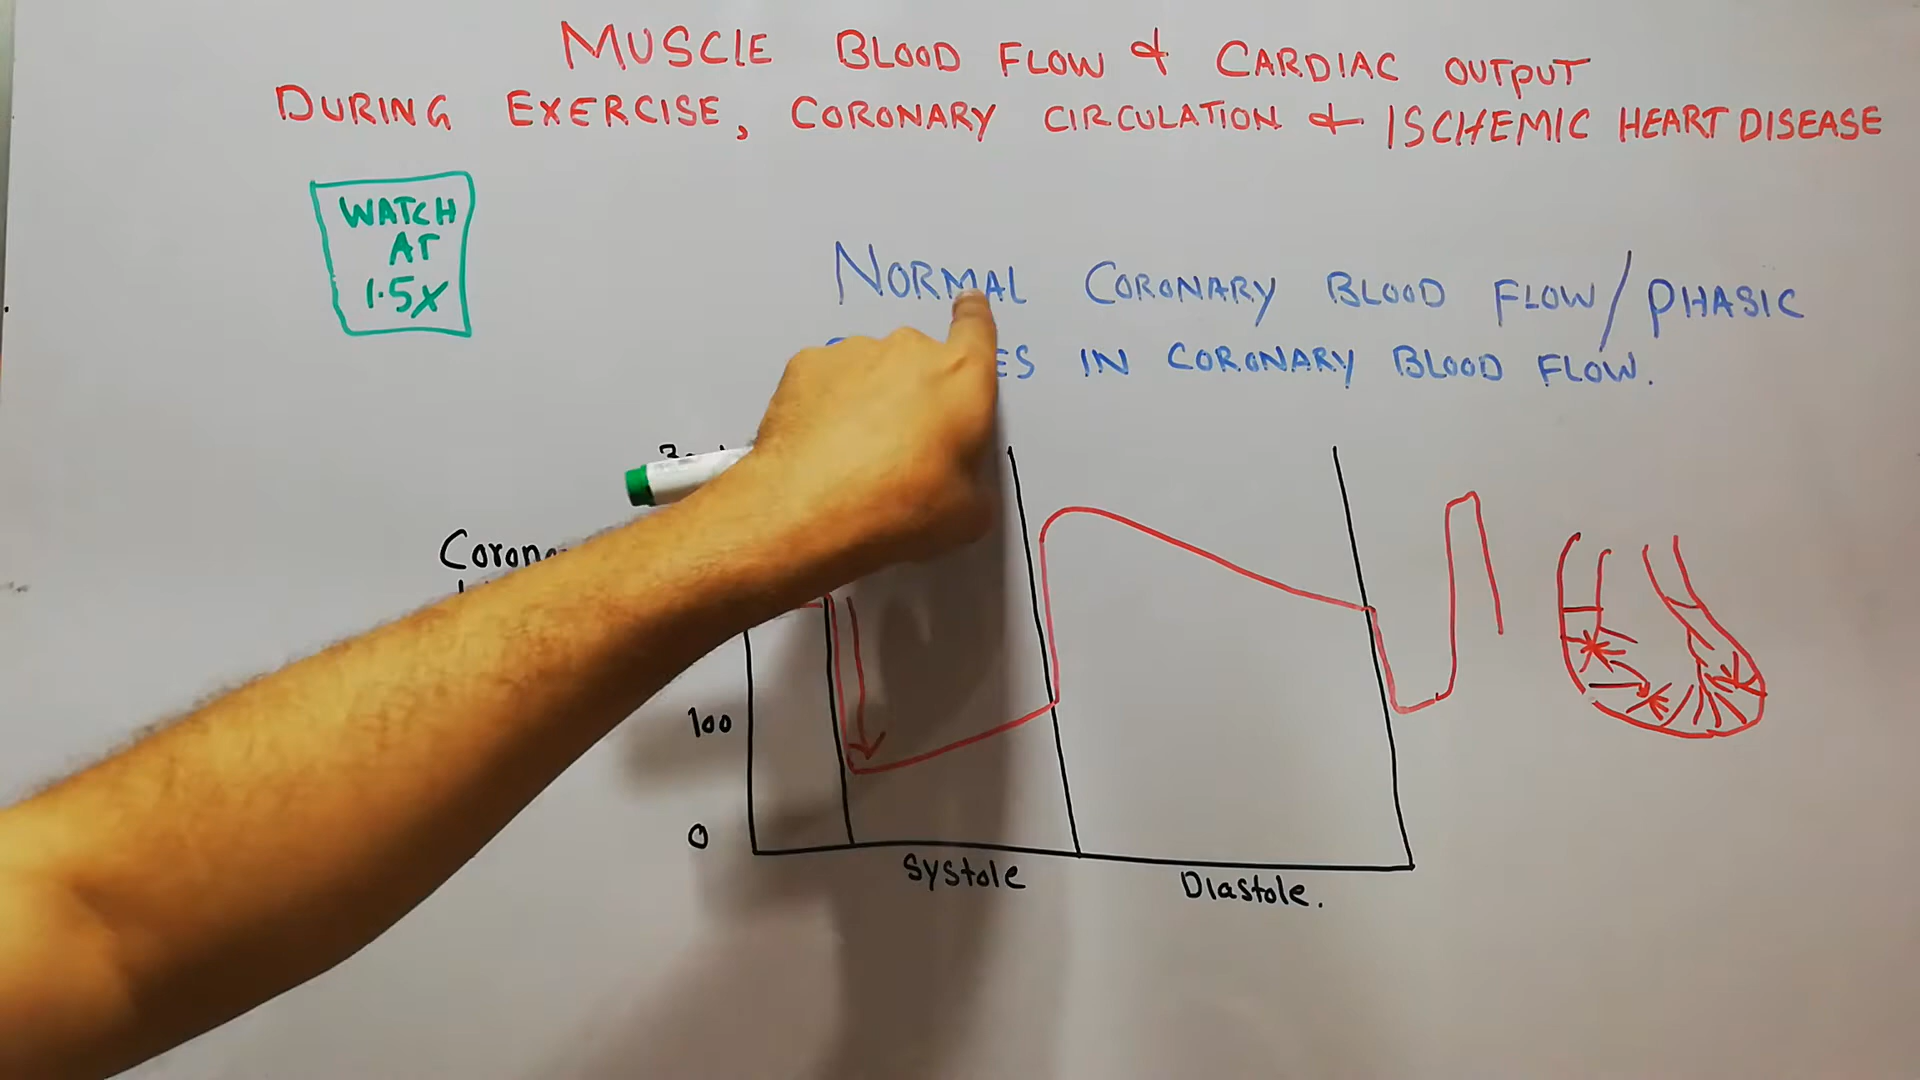 MUSCLE BLOOD FLOW & CARDIAC OUTPUT
DURING EXERCISE, CORONARY CIRCULATION & ISCHEMIC HEART DISEASE
WATCH
AT
1.5X
NORMAL CORONARY BLOOD FLOW/PHASIC
IN CORONARY BLOOD FLOW.
100
0
Systole
Diastole.